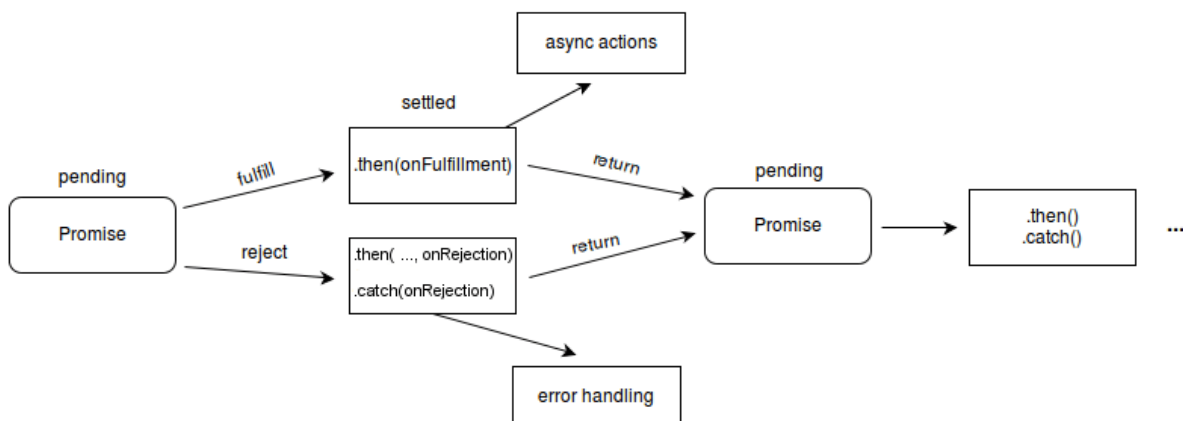 async actions
settled
.then(onFulfillment)
fulfill
return
pending
Promise
pending
Promise
reject
.then( ..., onRejection)
.catch(onRejection)
return
.then()
.catch()
...
error handling